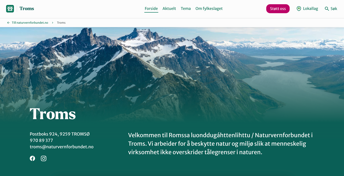 Troms
Forside Aktuelt Tema Om fylkeslaget
Støtt oss
Lokallag
Søk
Til naturvernforbundet.no
Troms
Troms
Postboks 924, 9259 TROMSØ
970 89 377
troms@naturvernforbundet.no
Velkommen til Romssa luonddugáhttenlihttu / Naturvernforbundet i
Troms. Vi arbeider for å beskytte natur og miljø slik at menneskelig
virksomhet ikke overskrider tålegrenser i naturen.